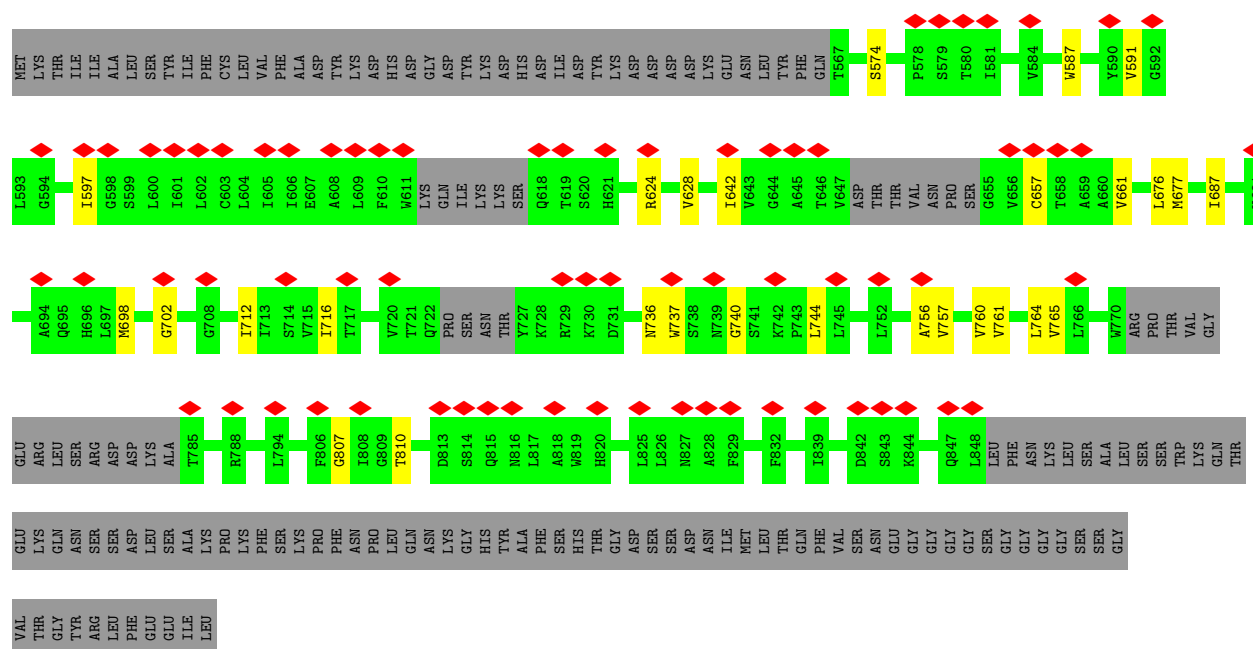 MET LYS THR ILE ILE ALA LEU SER TYR ILE PHE CYS LEU VAL PHE ALA ASP TYR LYS ASP HIS ASP GLY ASP TYR LYS ASP HIS ASP ILE ASP TYR LYS ASP ASP ASP ASP LYS GLU ASN LEU TYR PHE GLN T567 S574 P578 S579 T580 I581 V584 W587 Y590 V591 G592
L593 G594 I597 G598 S599 L600 I601 L602 C603 L604 I605 I606 E607 A608 L609 F610 W611 LYS GLN ILE LYS LYS SER Q618 T619 S620 H621 R624 V628 I642 V643 G644 A645 T646 V647 ASP THR THR VAL ASN PRO SER G655 V656 C657 T658 A659 A660 V661 L676 M677 I687
A694 Q695 H696 L697 M698 G702 G708 I712 I713 S714 V715 I716 T717 V720 T721 Q722 PRO SER ASN THR Y727 K728 R729 K730 D731 N736 W737 S738 N739 G740 S741 K742 P743 L744 L745 L752 A756 V757 V760 V761 L764 V765 L766 W770 ARG PRO THR VAL GLY
GLU ARG LEU SER ARG ASP ASP LYS ALA T785 R788 L794 F806 G807 I808 G809 T810 D813 S814 Q815 N816 L817 A818 W819 H820 L825 L826 N827 A828 F829 F832 I839 D842 S843 K844 Q847 L848 LEU PHE ASN LYS LEU SER ALA LEU SER SER TRP LYS GLN THR
GLU LYS GLN ASN SER SER ASP LEU SER ALA LYS PRO LYS PHE SER LYS PRO PHE ASN PRO LEU GLN ASN LYS GLY HIS TYR ALA PHE SER HIS THR GLY ASP SER SER ASP ASN ILE MET LEU THR GLN PHE VAL SER ASN GLU GLY GLY GLY GLY SER GLY GLY GLY GLY SER SER GLY
VAL THR GLY TYR ARG LEU PHE GLU GLU ILE LEU